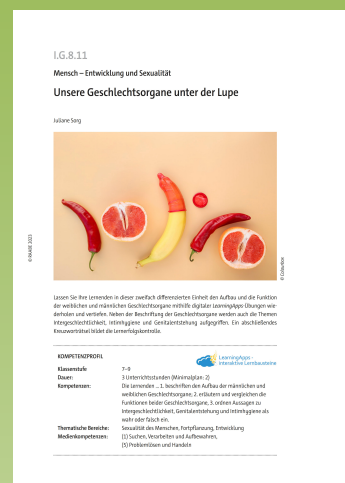 I.G.8.11
Mensch – Entwicklung und Sexualität
Unsere Geschlechtsorgane unter der Lupe
Juliane Sorg
© RAABE 2023
© Colourbox
Lassen Sie Ihre Lernenden in dieser zweifach differenzierten Einheit den Aufbau und die Funktion
der weiblichen und männlichen Geschlechtsorgane mithilfe digitaler LearningApps-Übungen wie-
derholen und vertiefen. Neben der Beschriftung der Geschlechtsorgane werden auch die Themen
Intergeschlechtlichkeit, Intimhygiene und Genitalentstehung aufgegriffen. Ein abschließendes
Kreuzworträtsel bildet die Lernerfolgskontrolle.
KOMPETENZPROFIL
LearningApps -
interaktive Lernbausteine
Klassenstufe 7–9
Dauer: 3 Unterrichtsstunden (Minimalplan: 2)
Kompetenzen: Die Lernenden ... 1. beschriften den Aufbau der männlichen und
weiblichen Geschlechtsorgane; 2. erläutern und vergleichen die
Funktionen beider Geschlechtsorgane, 3. ordnen Aussagen zu
Intergeschlechtlichkeit, Genitalentstehung und Intimhygiene als
wahr oder falsch ein.
Thematische Bereiche: Sexualität des Menschen, Fortpflanzung, Entwicklung
Medienkompetenzen: (1) Suchen, Verarbeiten und Aufbewahren,
(5) Problemlösen und Handeln